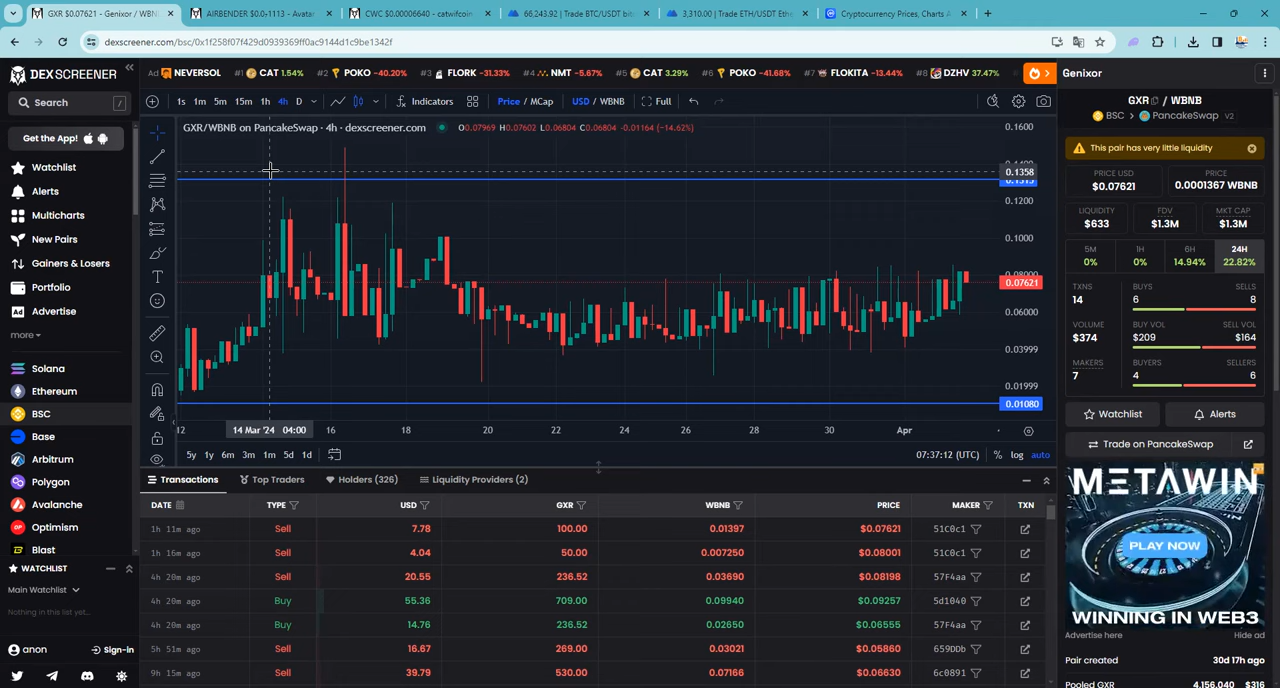 GXR $0.07621 - Genixor / WBNB
AIRBENDER $0.0₅1113 - Avatar
CWC $0.00006640 - catwifcoin
66,243.92 | Trade BTC/USDT
3,310.00 | Trade ETH/USDT Ethe
Cryptocurrency Prices, Charts A
dexscreener.com/bsc/0x1f258f07f429d0939369ff0ac9144d1c9be1342f
DEX SCREENER
Search /
Get the App!
Watchlist
Alerts
Multicharts
New Pairs
Gainers & Losers
Portfolio
Ad Advertise
more
Solana
Ethereum
BSC
Base
Arbitrum
Polygon
Avalanche
Optimism
Blast
WATCHLIST
Main Watchlist
Nothing in this list yet...
anon Sign-in
Ad NEVERSOL #1 CAT 1.54% #2 POKO -40.20% #3 FLORK -31.33% #4 NMT -5.67% #5 CAT 3.29% #6 POKO -41.68% #7 FLOKITA -13.44% #8 DZHV 37.47%
1s 1m 5m 15m 1h 4h D Indicators Price / MCap USD / WBNB Full
GXR/WBNB on PancakeSwap · 4h · dexscreener.com O0.07969 H0.07602 L0.06804 C0.06804 -0.01164 (-14.62%)
0.1600
0.1358
0.1200
0.1000
0.07621
0.06000
0.03999
0.01999
0.01080
12 14 Mar '24 04:00 16 18 20 22 24 26 28 30 Apr
5y 1y 6m 3m 1m 5d 1d 07:37:12 (UTC) % log auto
Transactions Top Traders Holders (326) Liquidity Providers (2)
DATE TYPE USD GXR WBNB PRICE MAKER TXN
1h 11m ago Sell 7.78 100.00 0.01397 $0.07621 51C0c1
1h 16m ago Sell 4.04 50.00 0.007250 $0.08001 51C0c1
4h 20m ago Sell 20.55 236.52 0.03690 $0.08198 57F4aa
4h 20m ago Buy 55.36 709.00 0.09940 $0.09257 5d1040
4h 20m ago Buy 14.76 236.52 0.02650 $0.06555 57F4aa
5h 51m ago Sell 16.67 269.00 0.03021 $0.05860 659DDb
9h 15m ago Sell 39.79 530.00 0.07166 $0.06630 6c0891
Genixor
GXR / WBNB
BSC > PancakeSwap V2
This pair has very little liquidity
PRICE USD
$0.07621
PRICE
0.0001367 WBNB
LIQUIDITY
$633
FDV
$1.3M
MKT CAP
$1.3M
5M
0%
1H
0%
6H
14.94%
24H
22.82%
TXNS
14
BUYS
6
SELLS
8
VOLUME
$374
BUY VOL
$209
SELL VOL
$164
MAKERS
7
BUYERS
4
SELLERS
6
Watchlist Alerts
Trade on PancakeSwap
METAWIN
PLAY NOW
WINNING IN WEB3
Advertise here Hide ad
Pair created 30d 17h ago
Pooled GXR 4,156,040 $316